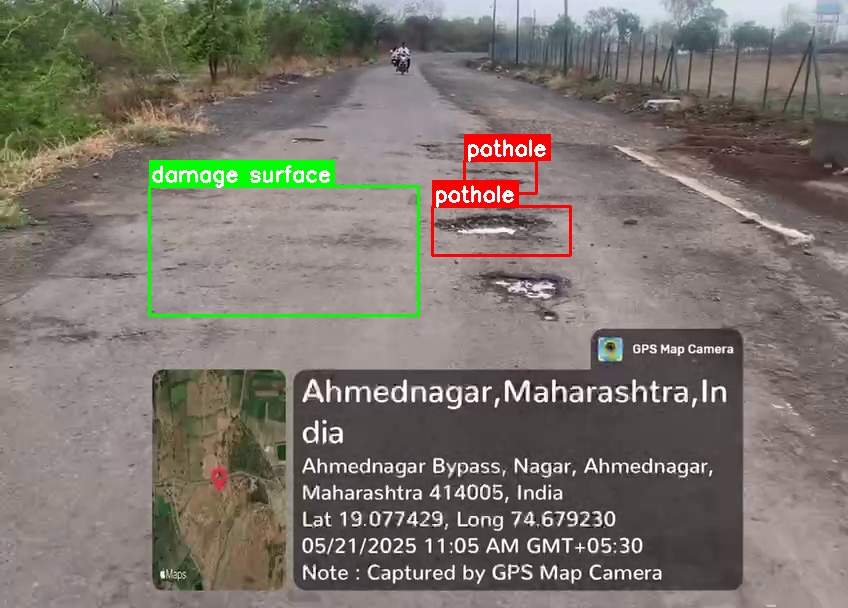 pothole
damage surface
pothole
GPS Map Camera
Ahmednagar,Maharashtra,In
dia
Ahmednagar Bypass, Nagar, Ahmednagar,
Maharashtra 414005, India
Lat 19.077429, Long 74.679230
05/21/2025 11:05 AM GMT+05:30
Note : Captured by GPS Map Camera
Maps